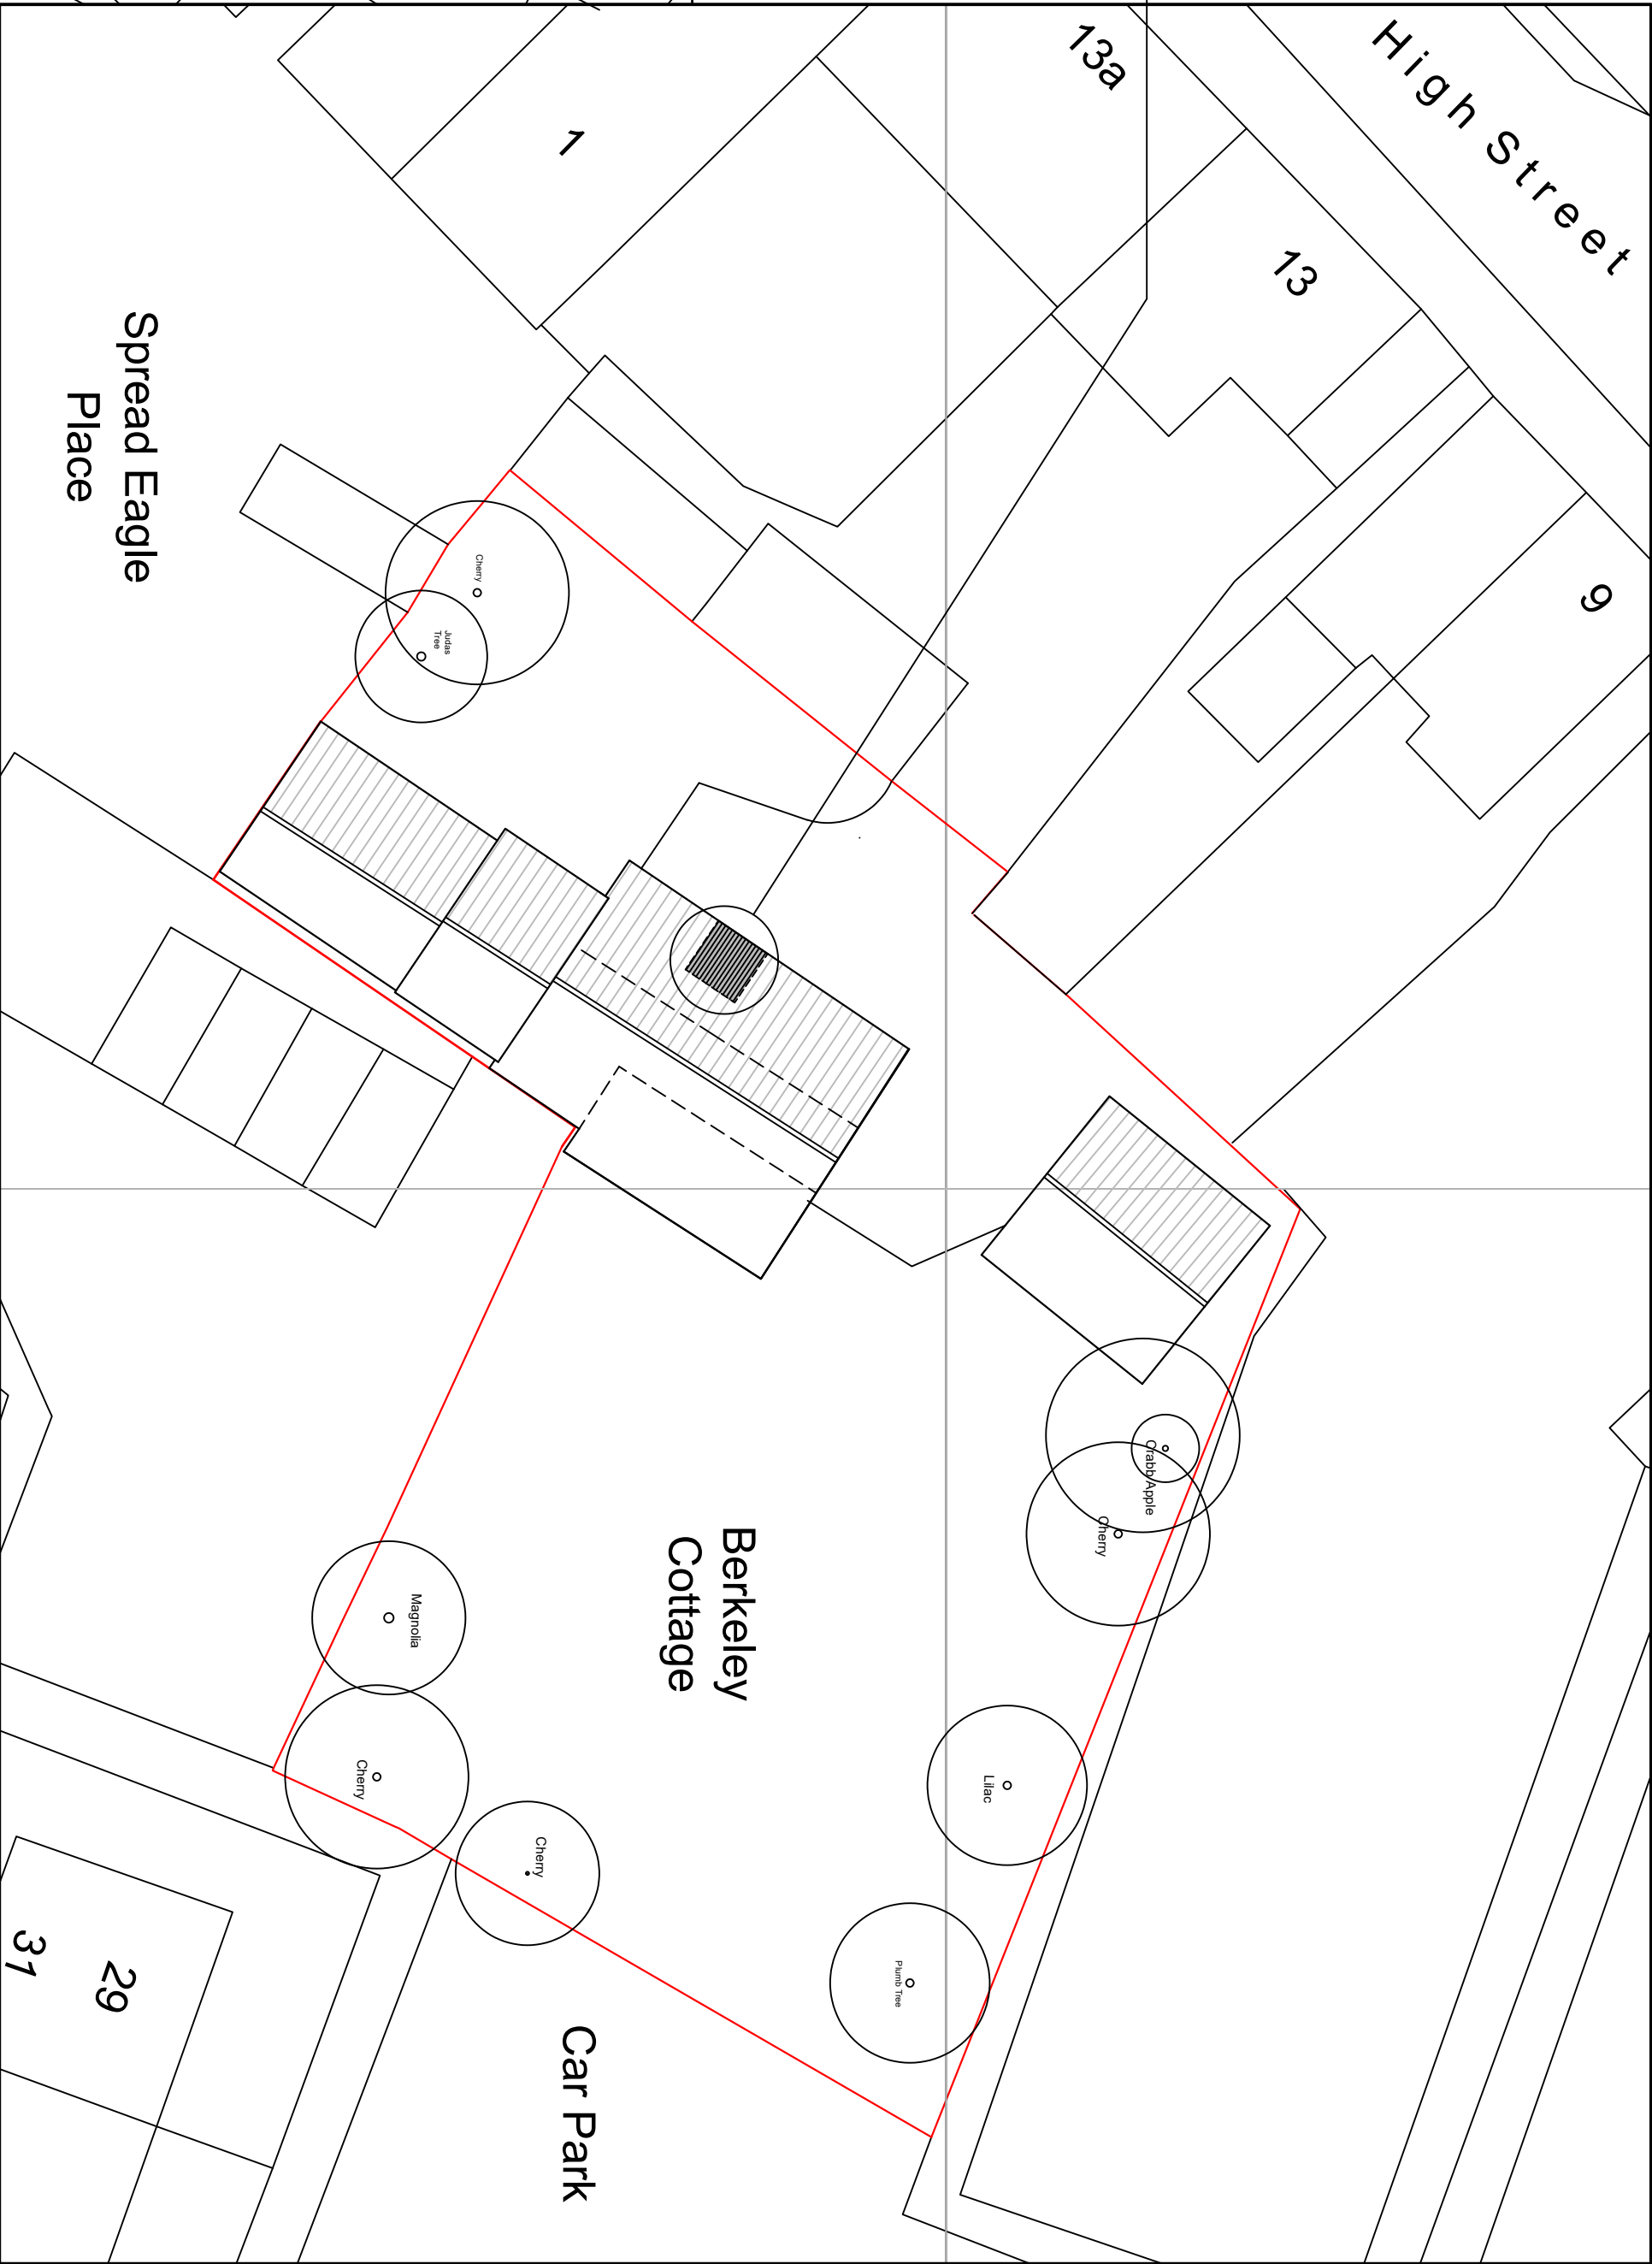 High Street
13a
13
1
9
Spread Eagle
Place
Cherry
Judas
Tree
Crabb Apple
Cherry
Berkeley
Cottage
Magnolia
Cherry
Cherry
Lilac
Plumb Tree
Car Park
29
31